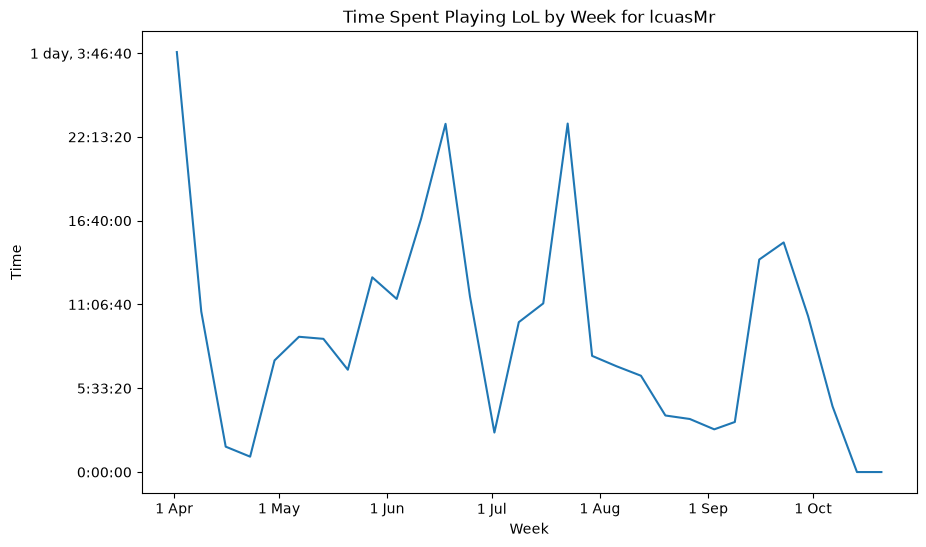 Time Spent Playing LoL by Week for lcuasMr
1 day, 3:46:40
22:13:20
16:40:00
11:06:40
5:33:20
0:00:00
Time
1 Apr
1 May
1 Jun
1 Jul
1 Aug
1 Sep
1 Oct
Week